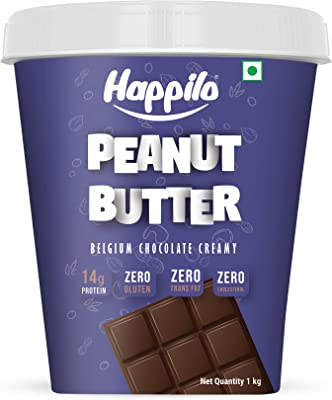 Happilo
PEANUT
BUTTER
BELGIUM CHOCOLATE CREAMY
14g
PROTEIN
ZERO
GLUTEN
ZERO
TRANS FAT
ZERO
CHOLESTEROL
Net Quantity 1 kg